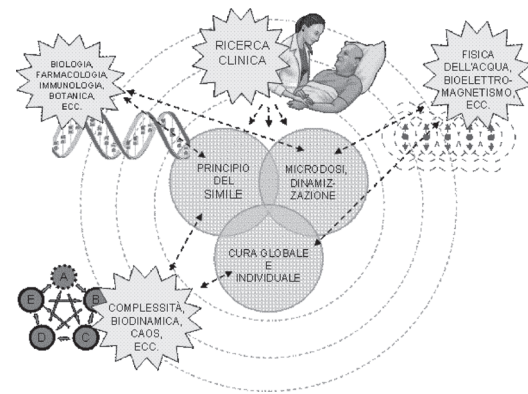 BIOLOGIA,
FARMACOLOGIA,
IMMUNOLOGIA,
BOTANICA,
ECC.
RICERCA
CLINICA
FISICA
DELL'ACQUA,
BIOELETTRO-
MAGNETISMO,
ECC.
PRINCIPIO
DEL
SIMILE
MICRODOSI,
DINAMIZ-
ZAZIONE
CURA GLOBALE
E
INDIVIDUALE
COMPLESSITÀ,
BIODINAMICA,
CAOS,
ECC.
A
E
B
D
C